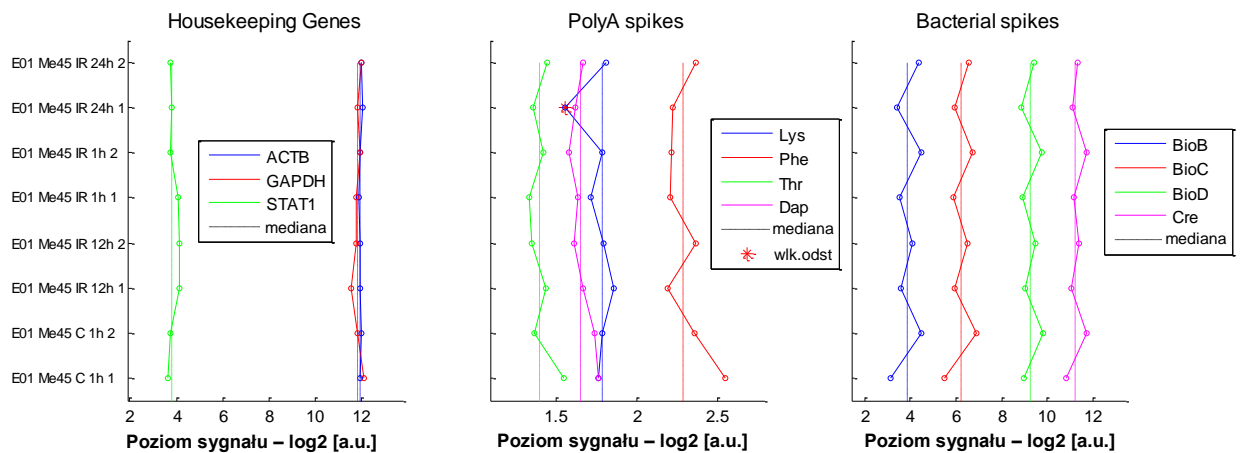 Housekeeping Genes
PolyA spikes
Bacterial spikes
E01 Me45 IR 24h 2
E01 Me45 IR 24h 1
E01 Me45 IR 1h 2
E01 Me45 IR 1h 1
E01 Me45 IR 12h 2
E01 Me45 IR 12h 1
E01 Me45 C 1h 2
E01 Me45 C 1h 1
ACTB
GAPDH
STAT1
mediana
Lys
Phe
Thr
Dap
mediana
wlk.odst
BioB
BioC
BioD
Cre
mediana
2 4 6 8 10 12
1.5 2 2.5
2 4 6 8 10 12
Poziom sygnału – log2 [a.u.]
Poziom sygnału – log2 [a.u.]
Poziom sygnału – log2 [a.u.]